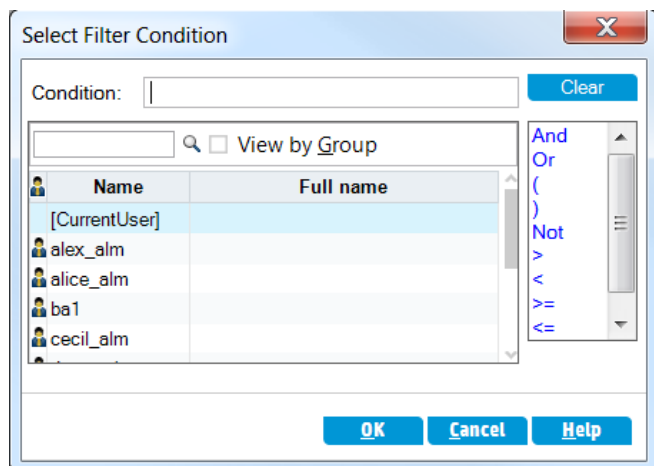 Select Filter Condition
X
Condition:
Clear
View by Group
Name Full name
[CurrentUser]
alex_alm
alice_alm
ba1
cecil_alm
And
Or
(
)
Not
>
<
>=
<=
OK Cancel Help